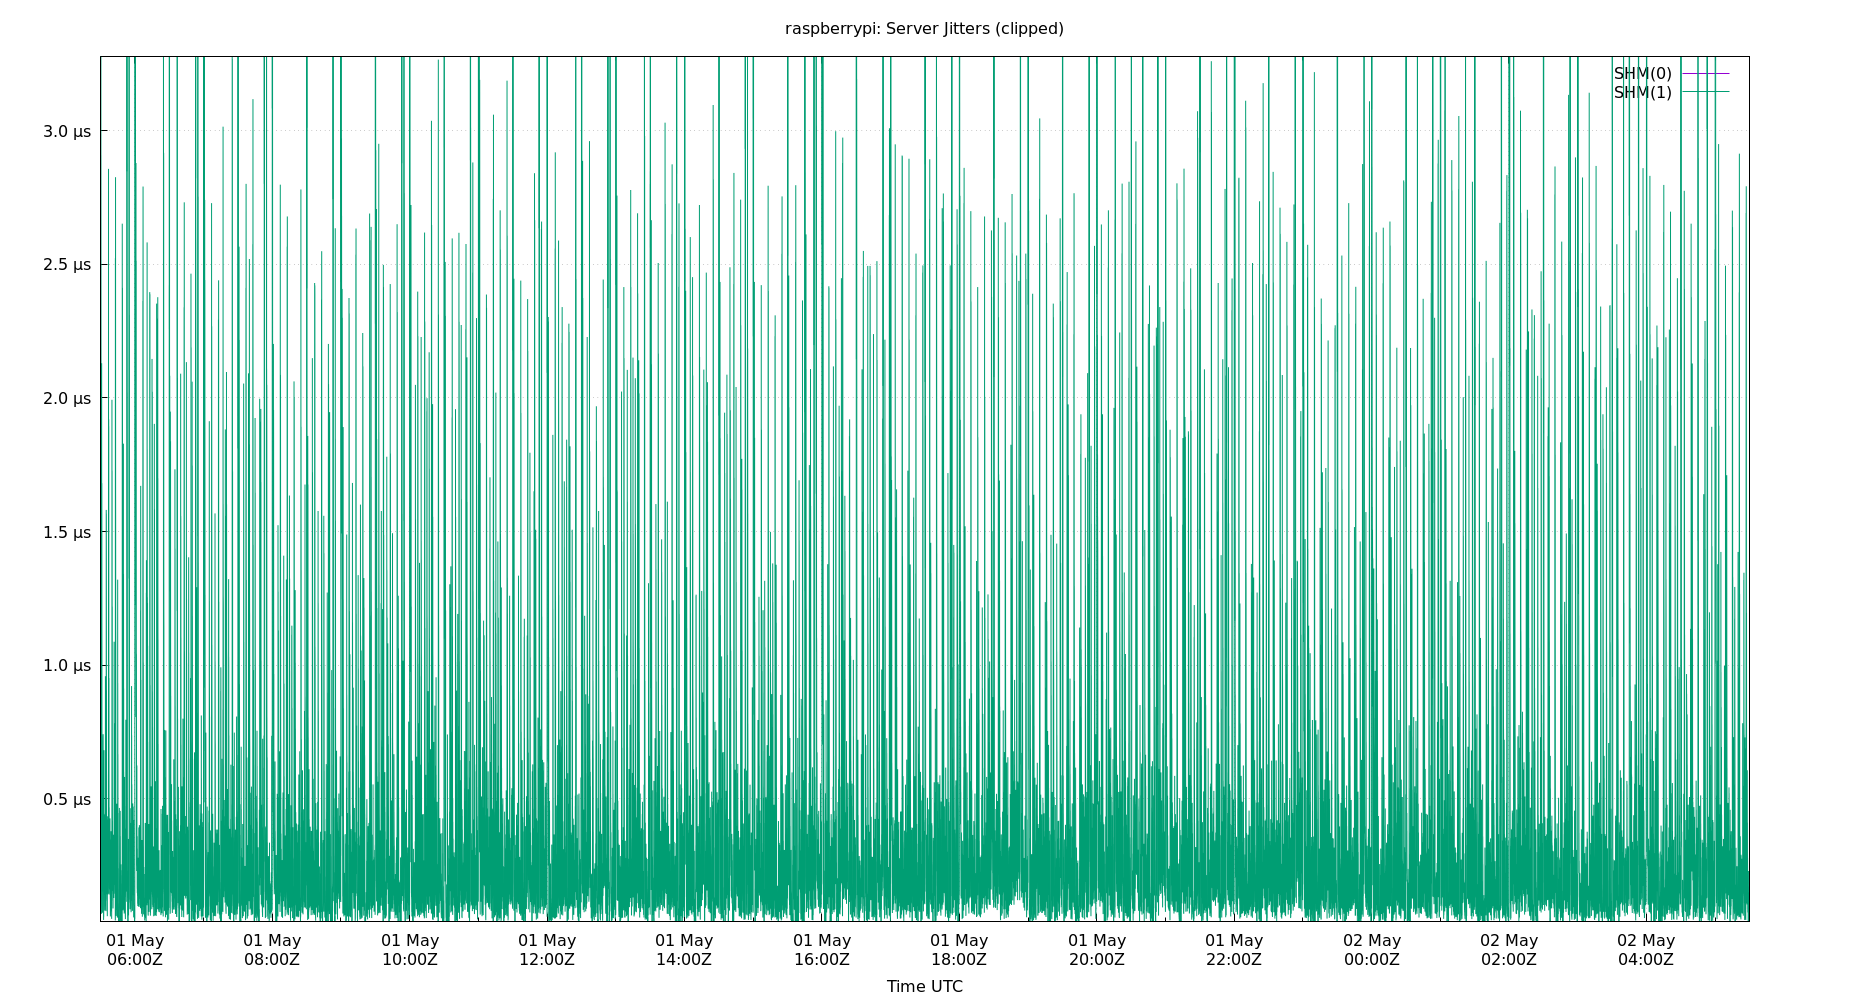 raspberrypi: Server Jitters (clipped)
SHM(0)
SHM(1)
3.0 µs
2.5 µs
2.0 µs
1.5 µs
1.0 µs
0.5 µs
01 May 01 May 01 May 01 May 01 May 01 May 01 May 01 May 01 May 02 May 02 May 02 May
06:00Z 08:00Z 10:00Z 12:00Z 14:00Z 16:00Z 18:00Z 20:00Z 22:00Z 00:00Z 02:00Z 04:00Z
Time UTC